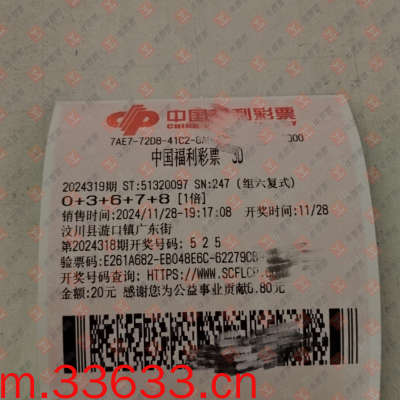 中国福利彩票
7AE7-72D8-41C2-0A
000
中国福利彩票 3D
2024319期 ST:51320097 SN:247 (组六复式)
0+3+6+7+8 [1倍]
销售时间:2024/11/28-19:17:08 开奖时间:11/28
汶川县漩口镇广东街
第2024318期开奖号码: 5 2 5
验票码:E261A682-EB048E6C-62279C
开奖号码查询: HTTPS://WWW.SCFLCP.
金额:20元 感谢您为公益事业贡献6.80元
m.33633.cn